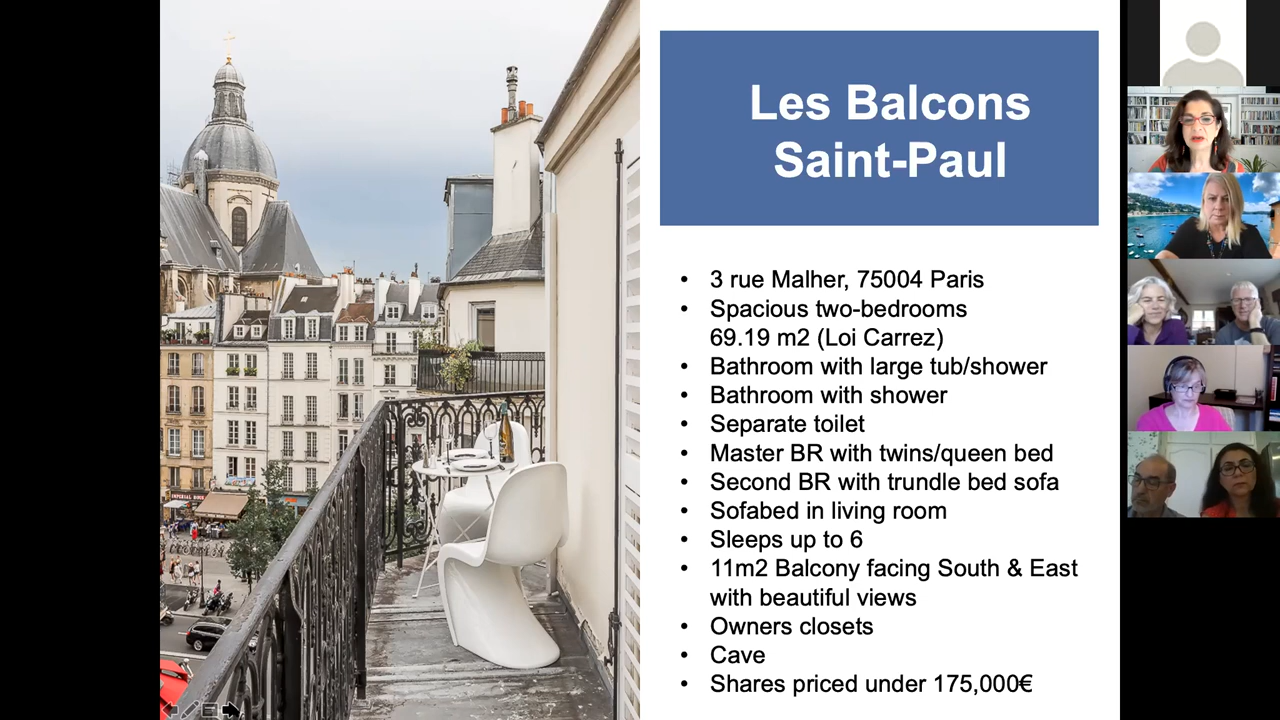 Les Balcons
Saint-Paul
• 3 rue Malher, 75004 Paris
• Spacious two-bedrooms
69.19 m2 (Loi Carrez)
• Bathroom with large tub/shower
• Bathroom with shower
• Separate toilet
• Master BR with twins/queen bed
• Second BR with trundle bed sofa
• Sofabed in living room
• Sleeps up to 6
• 11m2 Balcony facing South & East
with beautiful views
• Owners closets
• Cave
• Shares priced under 175,000€